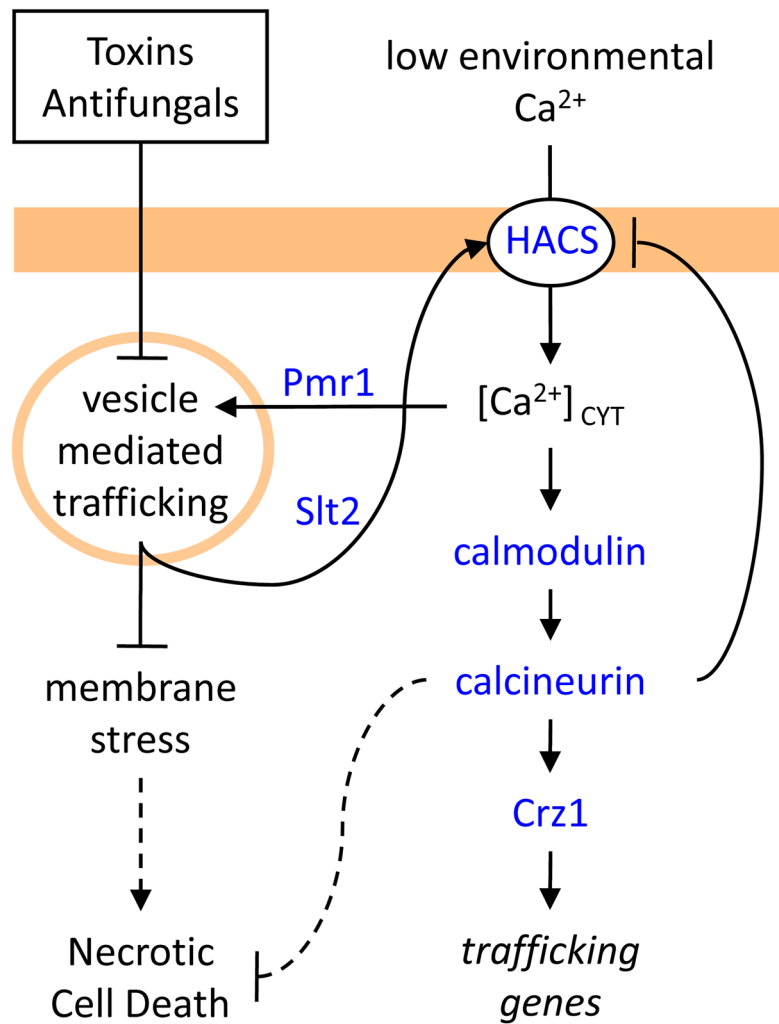 Toxins
Antifungals
low environmental
Ca²⁺
HACS
vesicle
mediated
trafficking
Pmr1
[Ca²⁺] CYT
Slt2
calmodulin
membrane
stress
calcineurin
Crz1
Necrotic
Cell Death
trafficking
genes